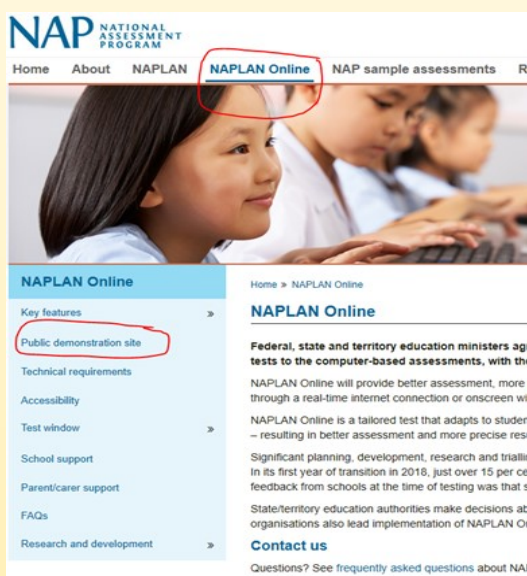 NAP NATIONAL
ASSESSMENT
PROGRAM
Home About NAPLAN NAPLAN Online NAP sample assessments R
NAPLAN Online
Key features »
Public demonstration site
Technical requirements
Accessibility
Test window »
School support
Parent/carer support
FAQs
Research and development »
Home » NAPLAN Online
NAPLAN Online
Federal, state and territory education ministers
tests to the computer-based assessments, with
NAPLAN Online will provide better assessment, more
through a real-time internet connection or onscreen
NAPLAN Online is a tailored test that adapts to
– resulting in better assessment and more precise
Significant planning, development, research and
In its first year of transition in 2018, just over 15 per
feedback from schools at the time of testing was that
State/territory education authorities make decisions
organisations also lead implementation of NAPLAN
Contact us
Questions? See frequently asked questions about